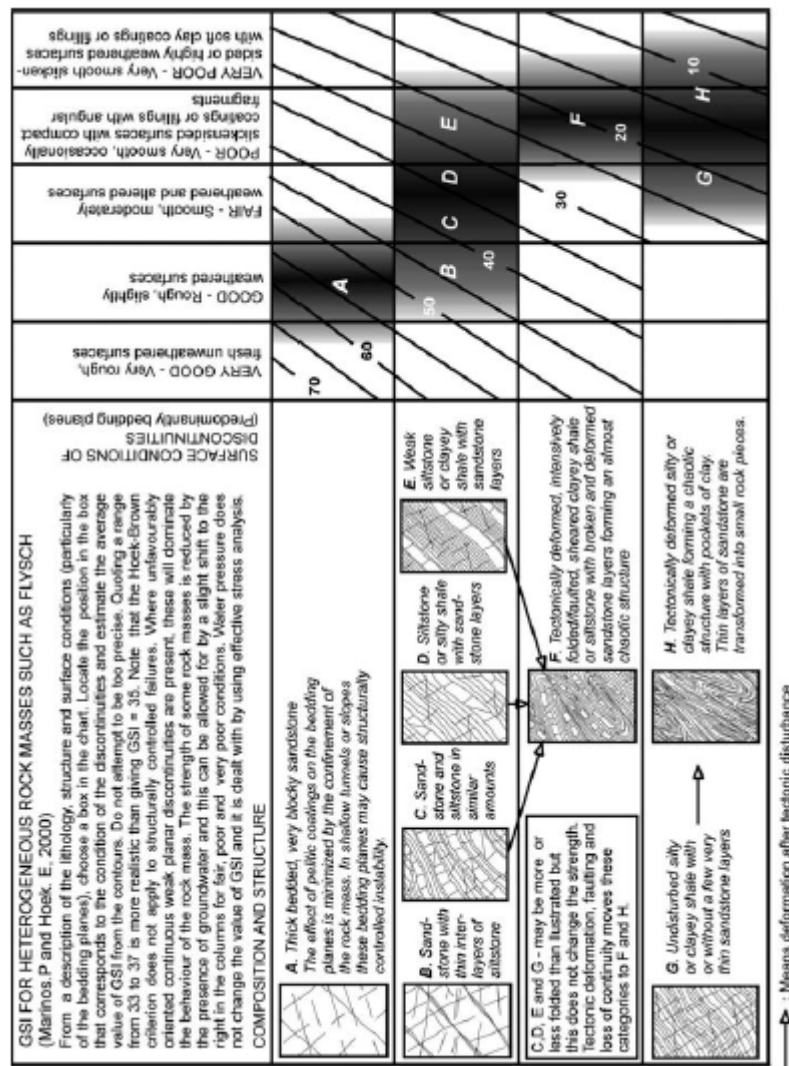 GSI FOR HETEROGENEOUS ROCK MASSES SUCH AS FLYSCH
(Marinos.P and Hoek. E, 2000)
From a description of the lithology, structure and surface conditions (particularly
of the bedding planes), choose a box in the chart. Locate the position in the box
that corresponds to the condition of the discontinuities and estimate the average
value of GSI from the contours. Do not attempt to be too precise. Quoting a range
from 33 to 37 is more realistic than giving GSI = 35. Note that the Hoek-Brown
criterion does not apply to structurally controlled failures. Where unfavourably
oriented continuous weak planar discontinuities are present, these will dominate
the behaviour of the rock mass. The strength of some rock masses is reduced by
the presence of groundwater and this can be allowed for by a slight shift to the
right in the columns for fair, poor and very poor conditions. Water pressure does
not change the value of GSI and it is dealt with by using effective stress analysis.
COMPOSITION AND STRUCTURE
SURFACE CONDITIONS OF
DISCONTINUITIES
(Predominantly bedding planes)
VERY GOOD - Very rough,
fresh unweathered surfaces
GOOD - Rough, slightly
weathered surfaces
FAIR - Smooth, moderately
weathered and altered surfaces
POOR - Very smooth, occasionally
slickensided surfaces with compact
coatings or fillings with angular
fragments
VERY POOR - Very smooth slicken-
sided or highly weathered surfaces
with soft clay coatings or fillings
A. Thick bedded, very blocky sandstone
The effect of pelitic coatings on the bedding
planes is minimized by the confinement of
the rock mass. In shallow tunnels or slopes
these bedding planes may cause structurally
controlled instability.
70
60
A
B. Sand-
stone with
thin inter-
layers of
siltstone
C. Sand-
stone and
siltstone in
similar
amounts
D. Siltstone
or silty shale
with sand-
stone layers
E. Weak
siltstone
or clayey
shale with
sandstone
layers
50
B
40
C
D
E
C,D, E and G - may be more or
less folded than ilustrated but
this does not change the strength.
Tectonic deformation, faulting and
loss of continuity moves these
categories to F and H.
F. Tectonically deformed, intensively
folded/faulted, sheared clayey shale
or siltstone with broken and deformed
sandstone layers forming an almost
chaotic structure
30
F
20
G. Undisturbed silty
or clayey shale with
or without a few very
thin sandstone layers
H. Tectonically deformed silty or
clayey shale forming a chaotic
structure with pockets of clay.
Thin layers of sandstone are
transformed into small rock pieces.
G
H
10
: Means deformation after tectonic disturbance